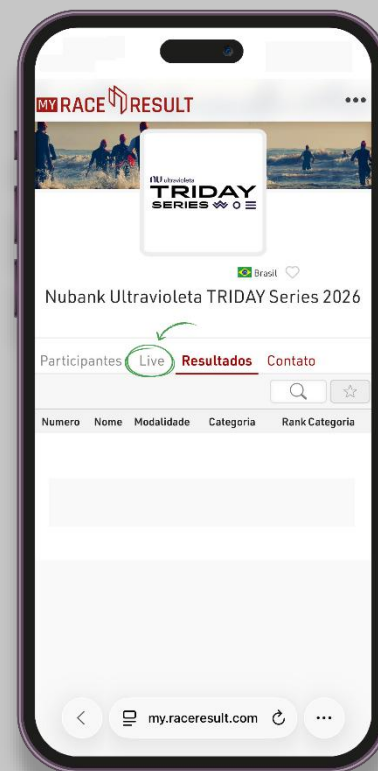 MY RACE RESULT
nu ultravioleta
TRIDAY
SERIES
Brasil
Nubank Ultravioleta TRIDAY Series 2026
Participantes Live Resultados Contato
Numero Nome Modalidade Categoria Rank Categoria
my.raceresult.com